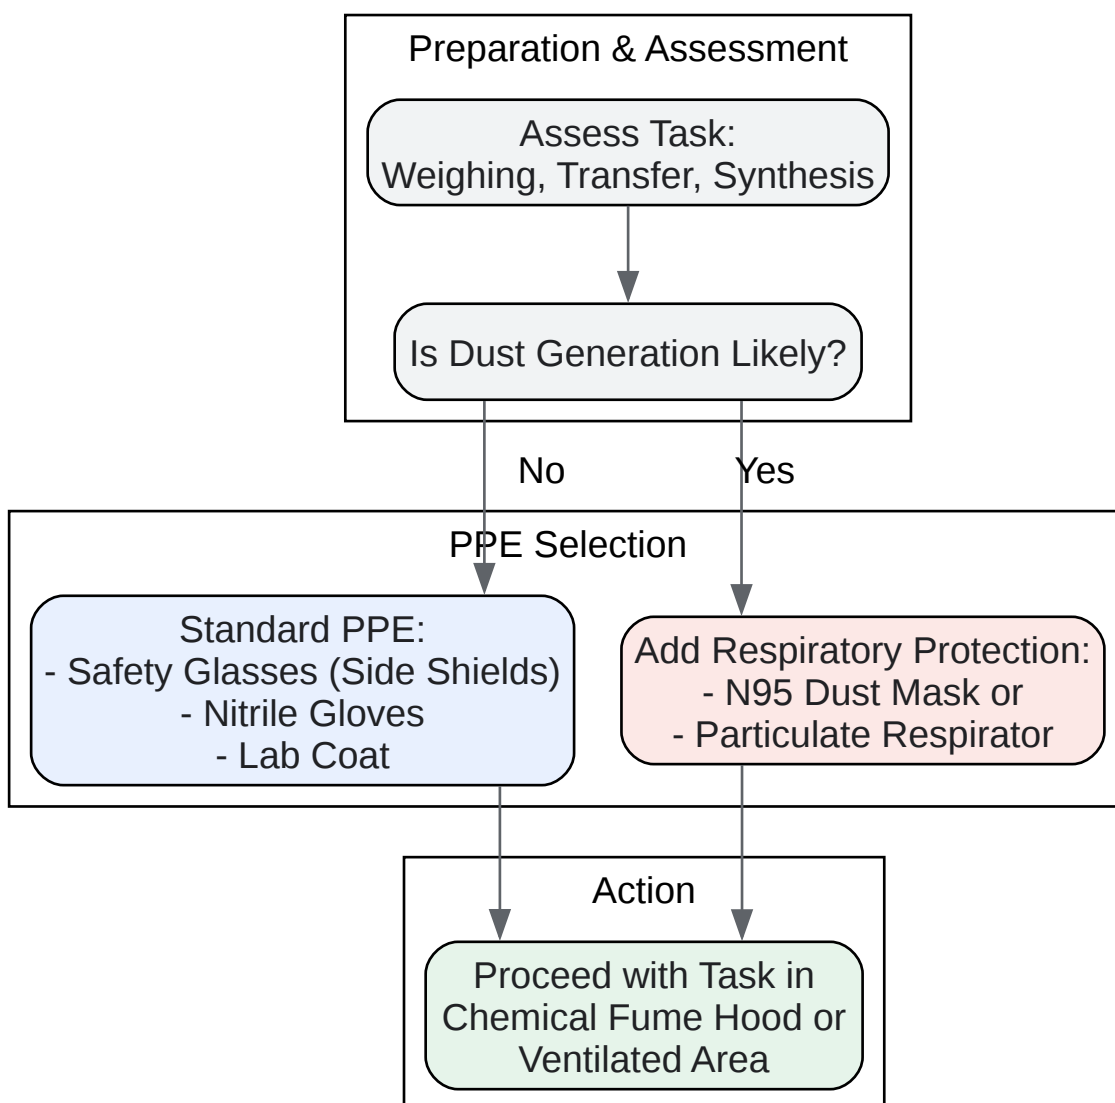 Preparation & Assessment
Assess Task:
Weighing, Transfer, Synthesis
Is Dust Generation Likely?
No
Yes
PPE Selection
Standard PPE:
- Safety Glasses (Side Shields)
- Nitrile Gloves
- Lab Coat
Add Respiratory Protection:
- N95 Dust Mask or
- Particulate Respirator
Action
Proceed with Task in
Chemical Fume Hood or
Ventilated Area